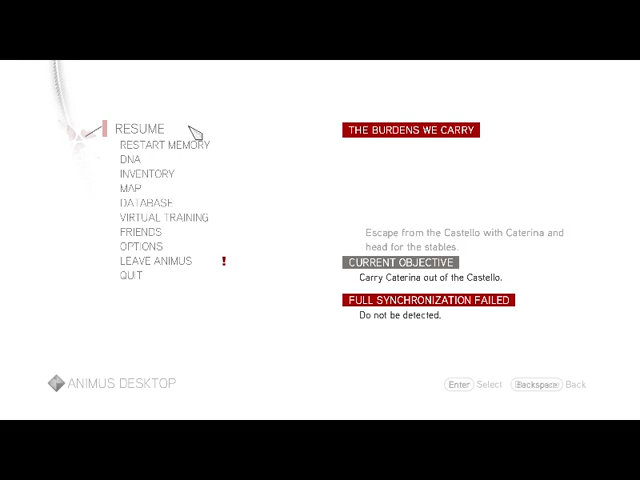 RESUME
RESTART MEMORY
DNA
INVENTORY
MAP
DATABASE
VIRTUAL TRAINING
FRIENDS
OPTIONS
LEAVE ANIMUS !
QUIT
THE BURDENS WE CARRY
Escape from the Castello with Caterina and
head for the stables.
CURRENT OBJECTIVE
Carry Caterina out of the Castello.
FULL SYNCHRONIZATION FAILED
Do not be detected.
ANIMUS DESKTOP
Enter Select Backspace Back